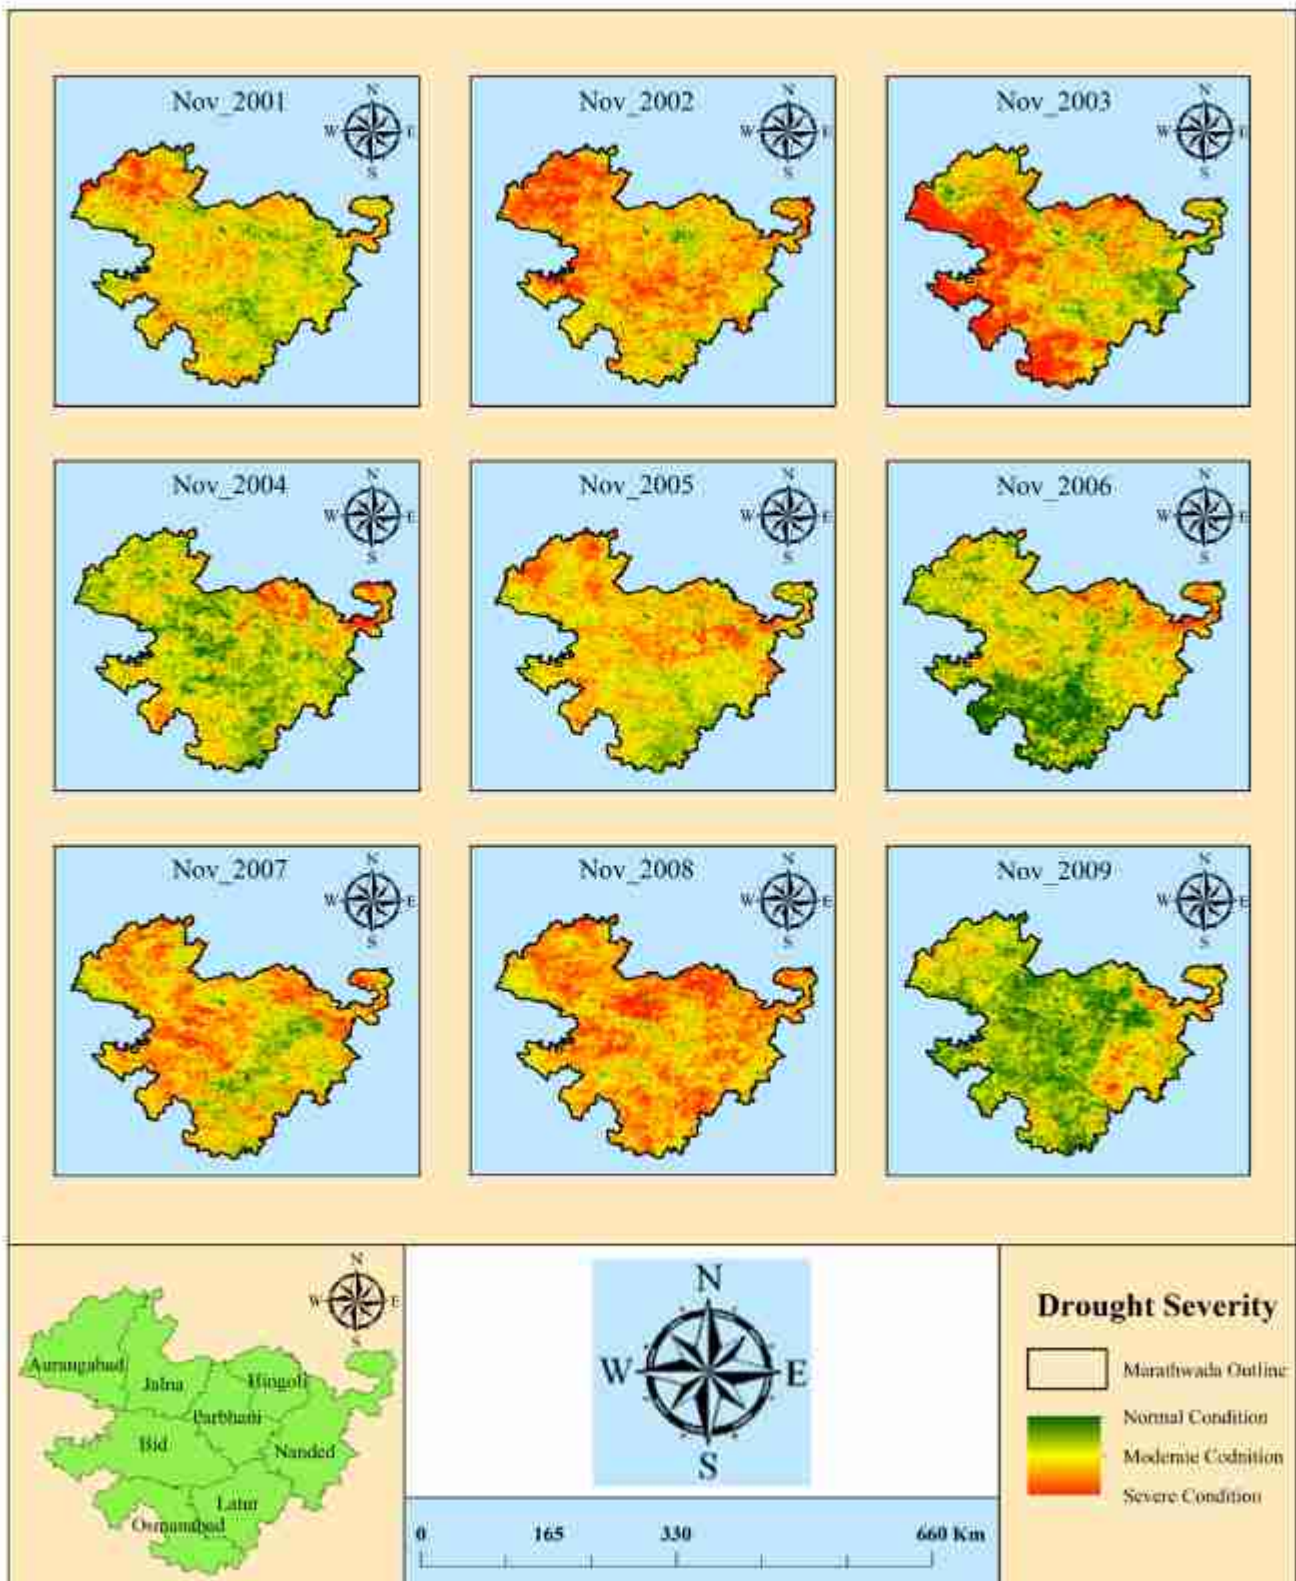 Nov_2001
N
W E
S
Nov_2002
N
W E
S
Nov_2003
N
W E
S
Nov_2004
N
W E
S
Nov_2005
N
W E
S
Nov_2006
N
W E
S
Nov_2007
N
W E
S
Nov_2008
N
W E
S
Nov_2009
N
W E
S
N
W E
S
Aurangabad
Jalna
Hingoli
Parbhani
Bid
Nanded
Latur
Osmanabad
N
W E
S
0 165 330 660 Km
Drought Severity
Marathwada Outline
Normal Condition
Moderate Codnition
Severe Condition